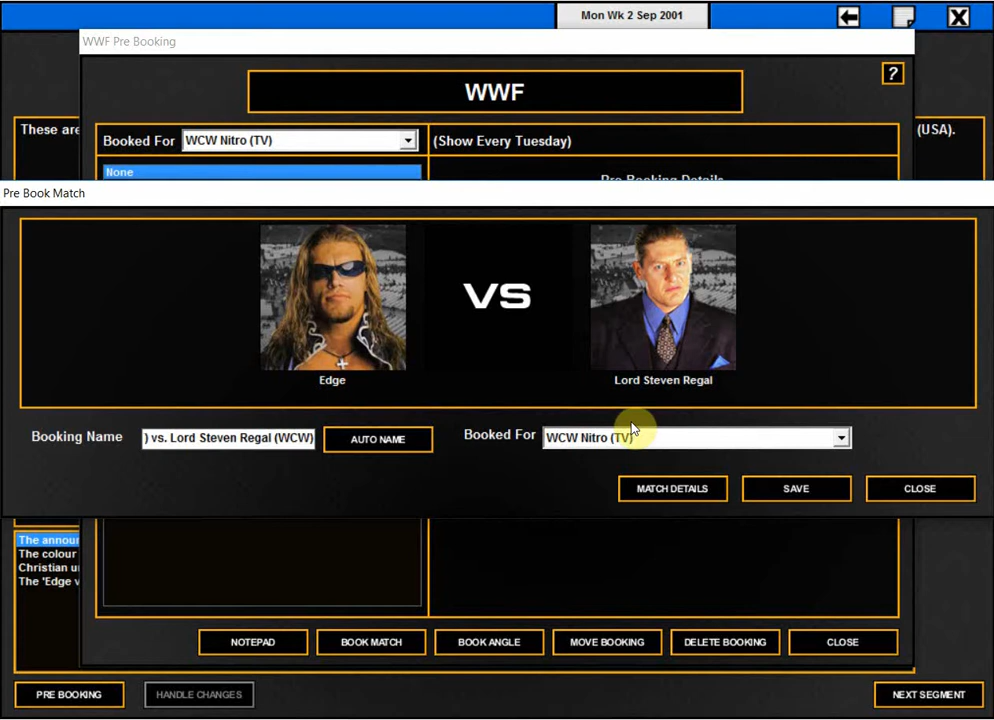 Mon Wk 2 Sep 2001
WWF Pre Booking
?
WWF
These are
(USA).
Booked For WCW Nitro (TV)
(Show Every Tuesday)
None
Pre Booking Details
Pre Book Match
VS
Edge
Lord Steven Regal
Booking Name ) vs. Lord Steven Regal (WCW) AUTO NAME Booked For WCW Nitro (TV)
MATCH DETAILS SAVE CLOSE
The announ
The colour
Christian u
The 'Edge v
NOTEPAD BOOK MATCH BOOK ANGLE MOVE BOOKING DELETE BOOKING CLOSE
PRE BOOKING HANDLE CHANGES NEXT SEGMENT